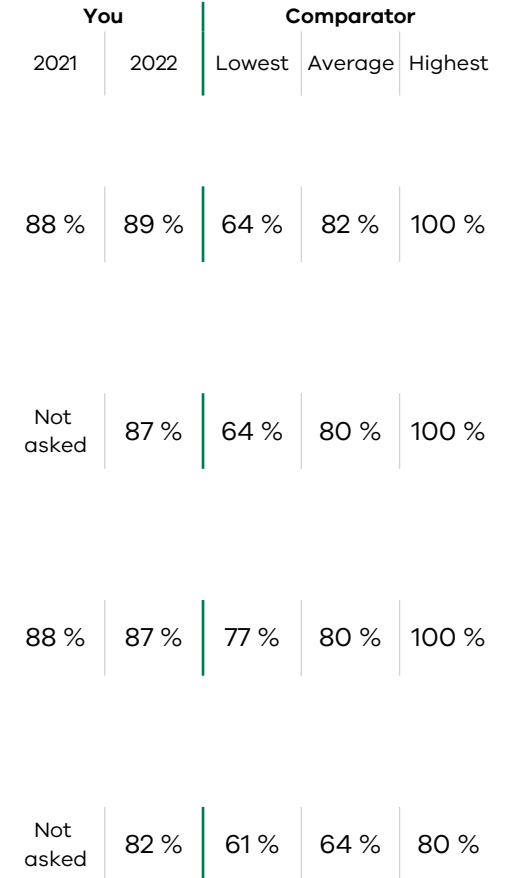 You Comparator
2021 2022 Lowest Average Highest
88 % 89 % 64 % 82 % 100 %
Not asked 87 % 64 % 80 % 100 %
88 % 87 % 77 % 80 % 100 %
Not asked 82 % 61 % 64 % 80 %